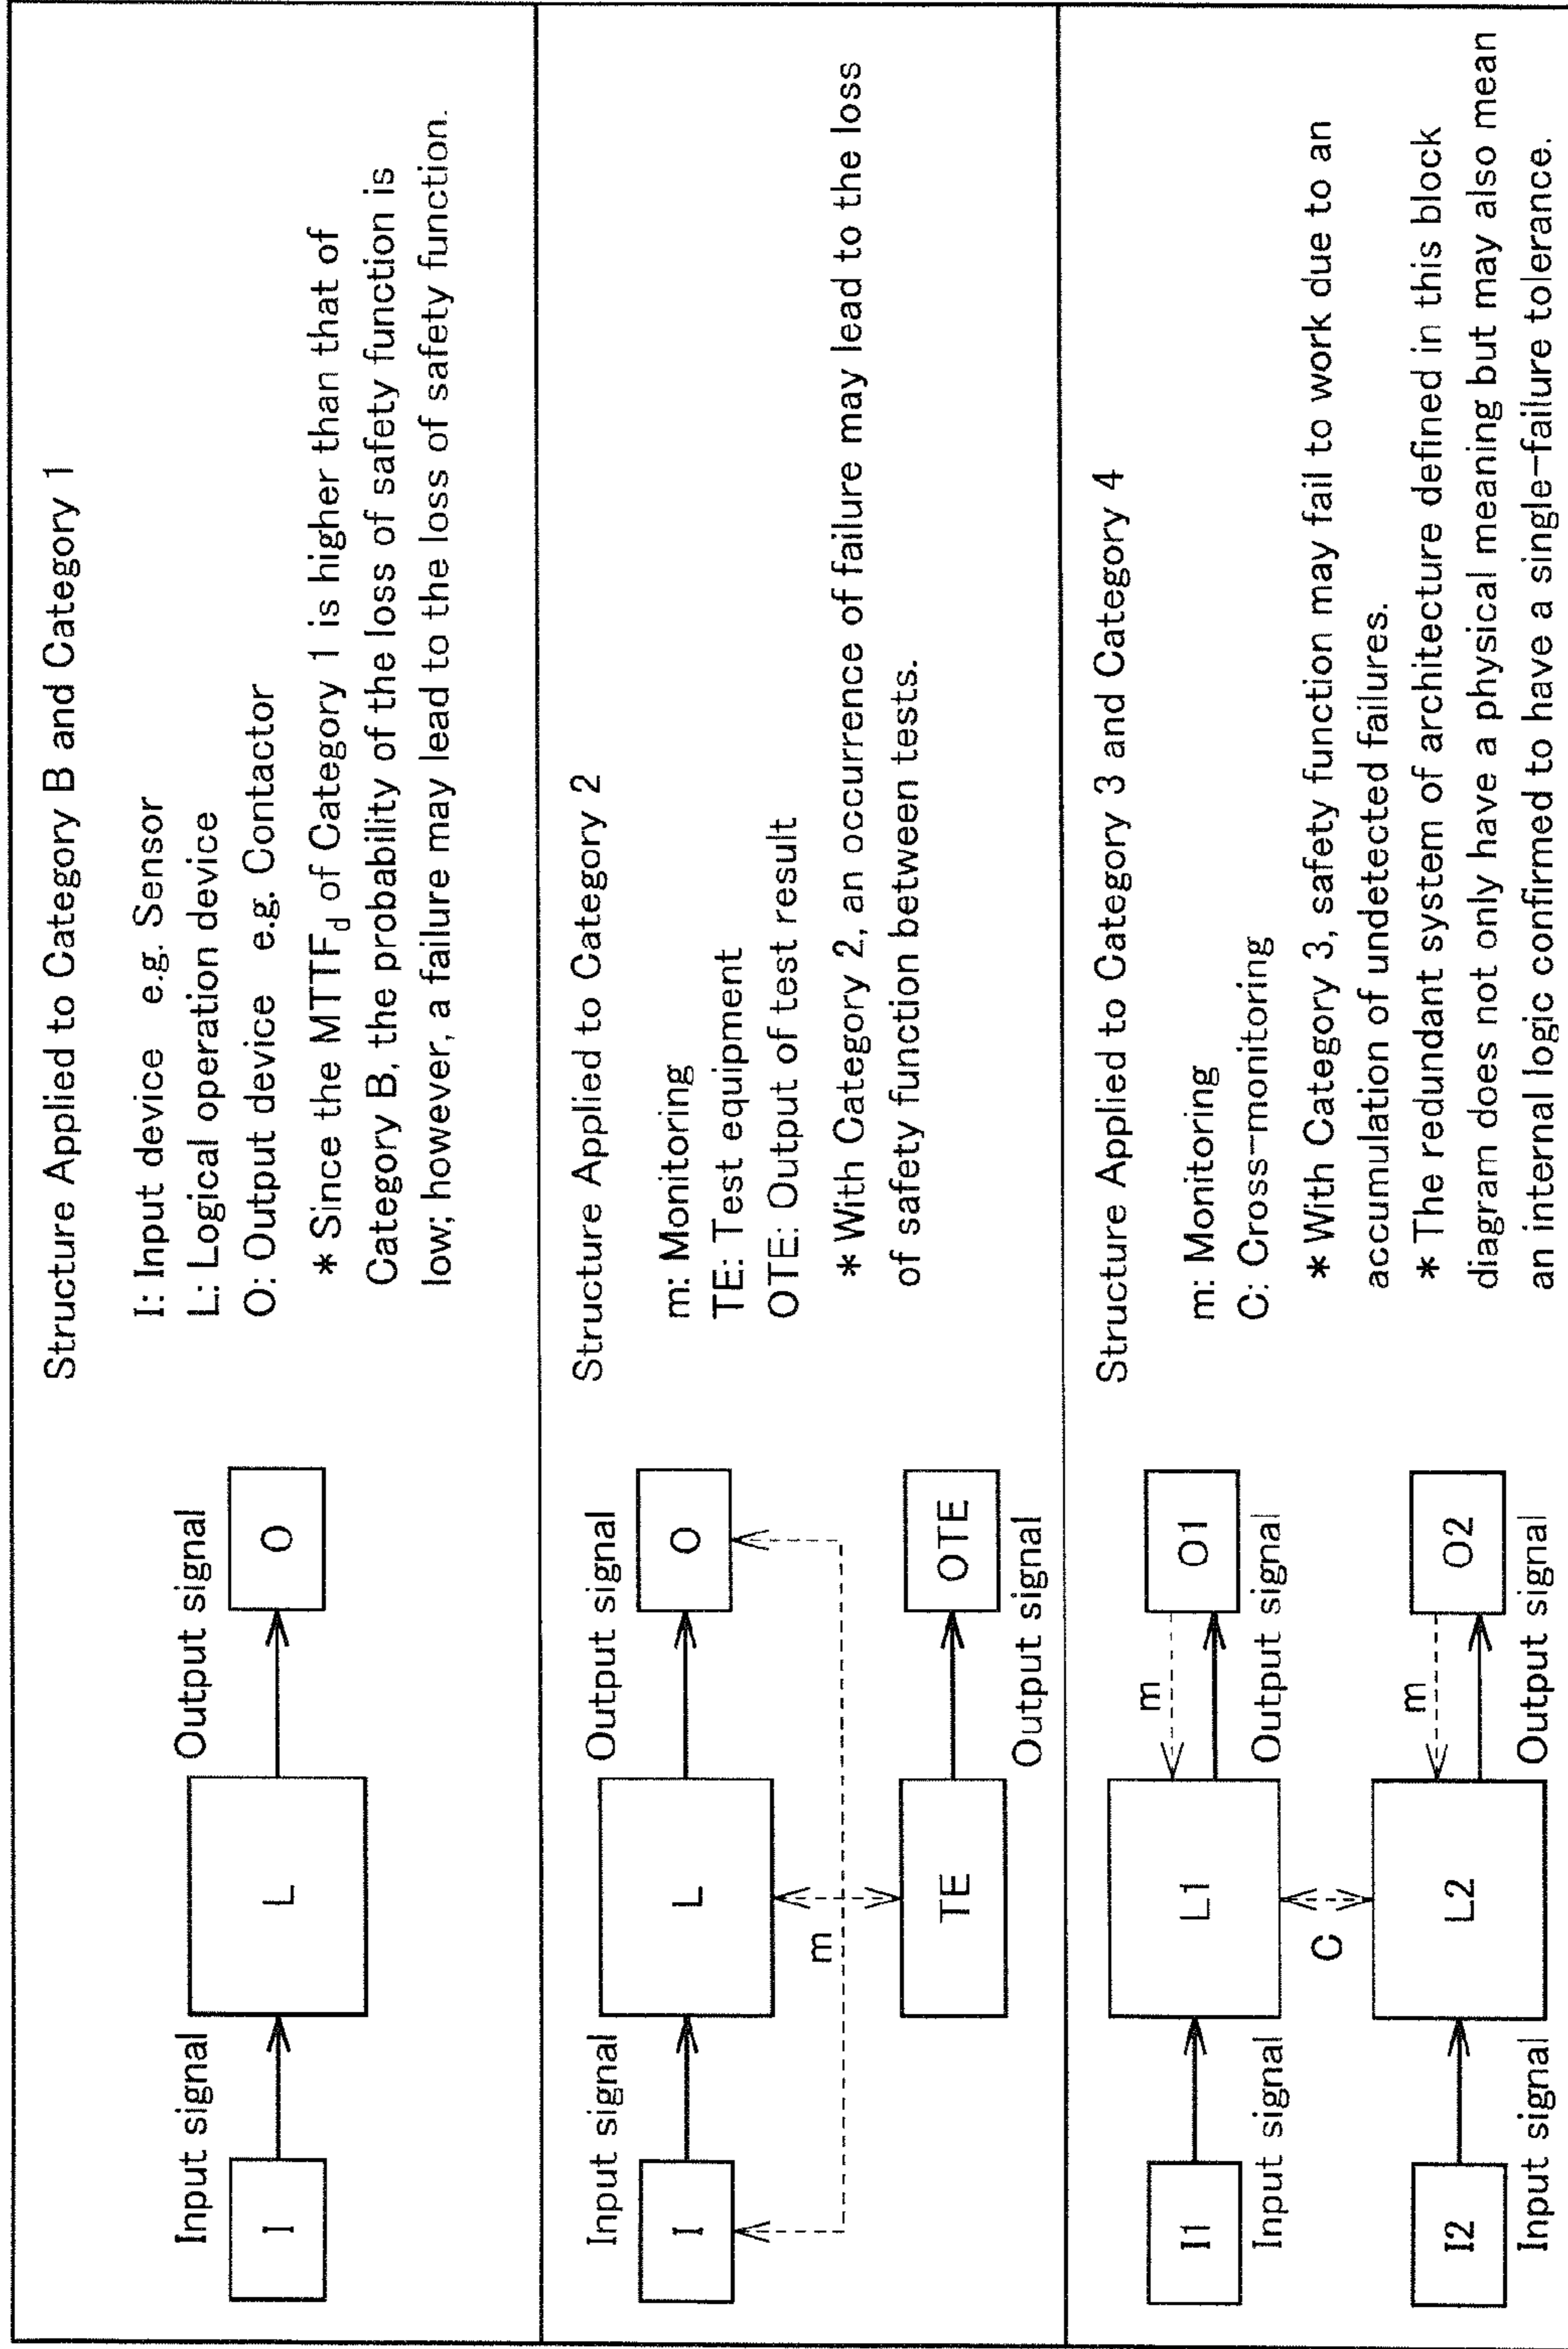 Input signal
Output signal
I
L
O
Structure Applied to Category B and Category 1
I: Input device e.g. Sensor
L: Logical operation device
O: Output device e.g. Contactor
* Since the MTTFd of Category 1 is higher than that of
Category B, the probability of the loss of safety function is
low; however, a failure may lead to the loss of safety function.
Input signal
Output signal
I
L
O
m
TE
OTE
Output signal
Structure Applied to Category 2
m: Monitoring
TE: Test equipment
OTE: Output of test result
* With Category 2, an occurrence of failure may lead to the loss
of safety function between tests.
I1
L1
m
O1
Input signal
Output signal
C
I2
L2
m
O2
Input signal
Output signal
Structure Applied to Category 3 and Category 4
m: Monitoring
C: Cross-monitoring
* With Category 3, safety function may fail to work due to an
accumulation of undetected failures.
* The redundant system of architecture defined in this block
diagram does not only have a physical meaning but may also mean
an internal logic confirmed to have a single-failure tolerance.